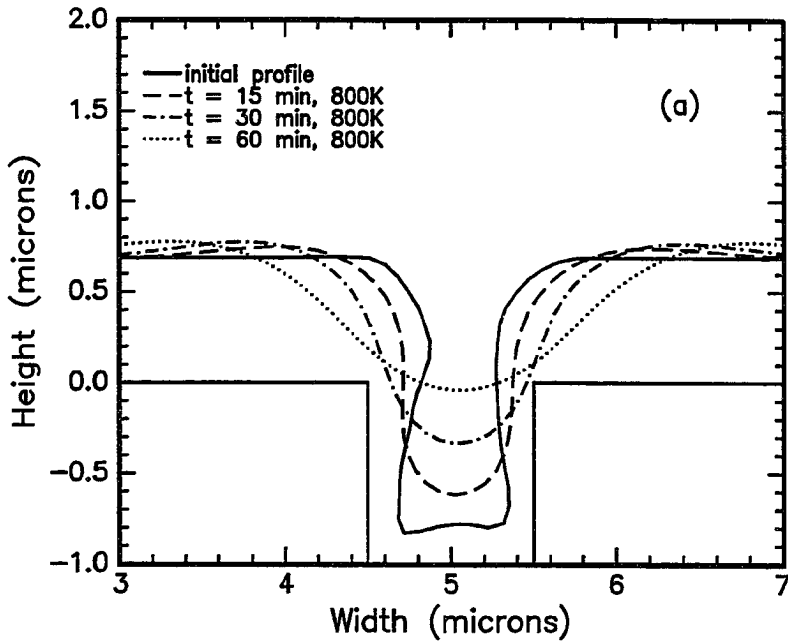 2.0
1.5
1.0
0.5
0.0
−0.5
−1.0
Height (microns)
initial profile
t = 15 min, 800K
t = 30 min, 800K
t = 60 min, 800K
(a)
3 4 5 6 7
Width (microns)